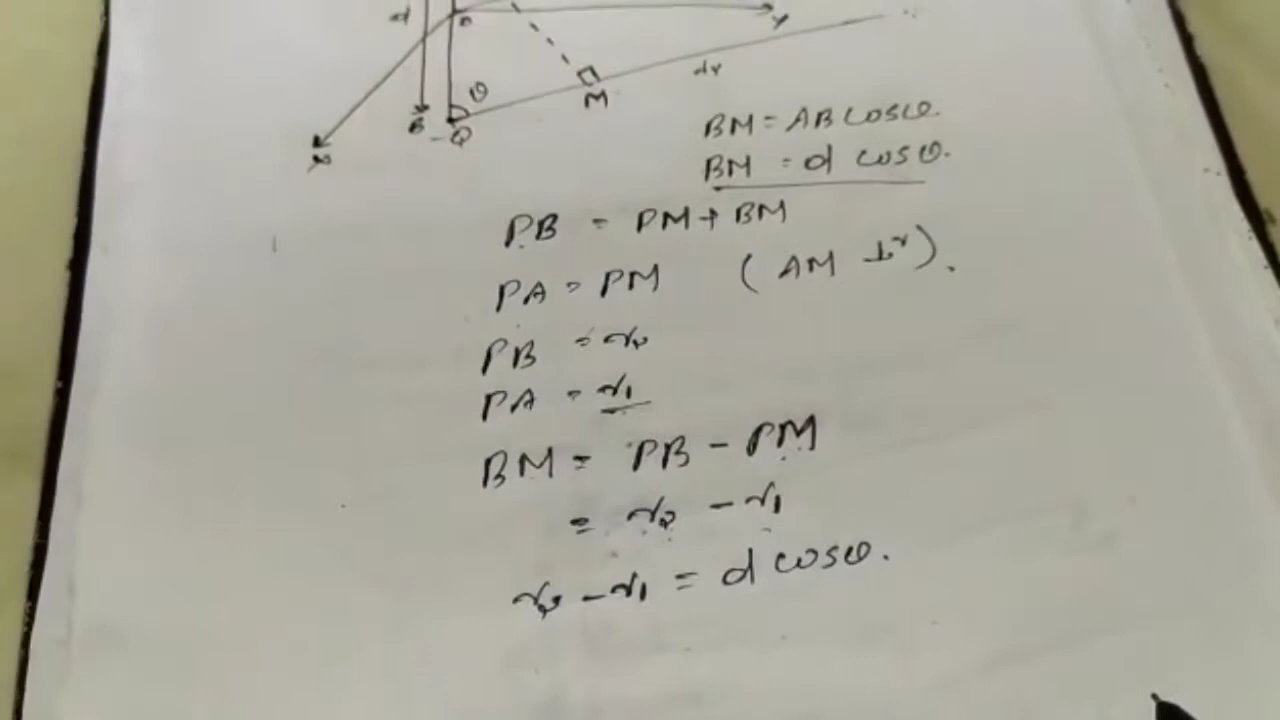 d
Y
θ
dr
M
B
-Q
BM = AB cosθ.
BM = d cosθ.
PB = PM + BM
PA = PM (AM ⊥r).
PB = r2
PA = r1
BM = PB - PM
= r2 - r1
r2 - r1 = d cosθ.